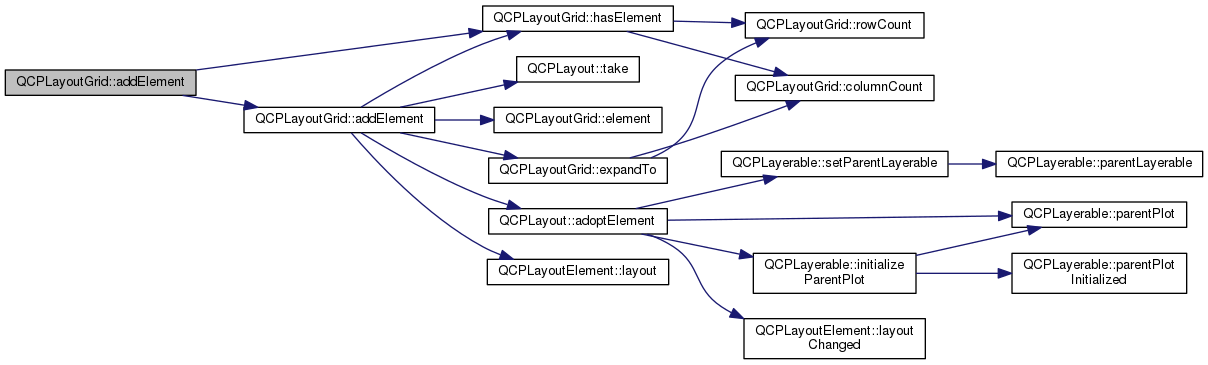 QCPLayoutGrid::addElement
QCPLayoutGrid::hasElement
QCPLayoutGrid::rowCount
QCPLayout::take
QCPLayoutGrid::columnCount
QCPLayoutGrid::addElement
QCPLayoutGrid::element
QCPLayoutGrid::expandTo
QCPLayerable::setParentLayerable
QCPLayerable::parentLayerable
QCPLayout::adoptElement
QCPLayerable::parentPlot
QCPLayoutElement::layout
QCPLayerable::initialize
ParentPlot
QCPLayerable::parentPlot
Initialized
QCPLayoutElement::layout
Changed